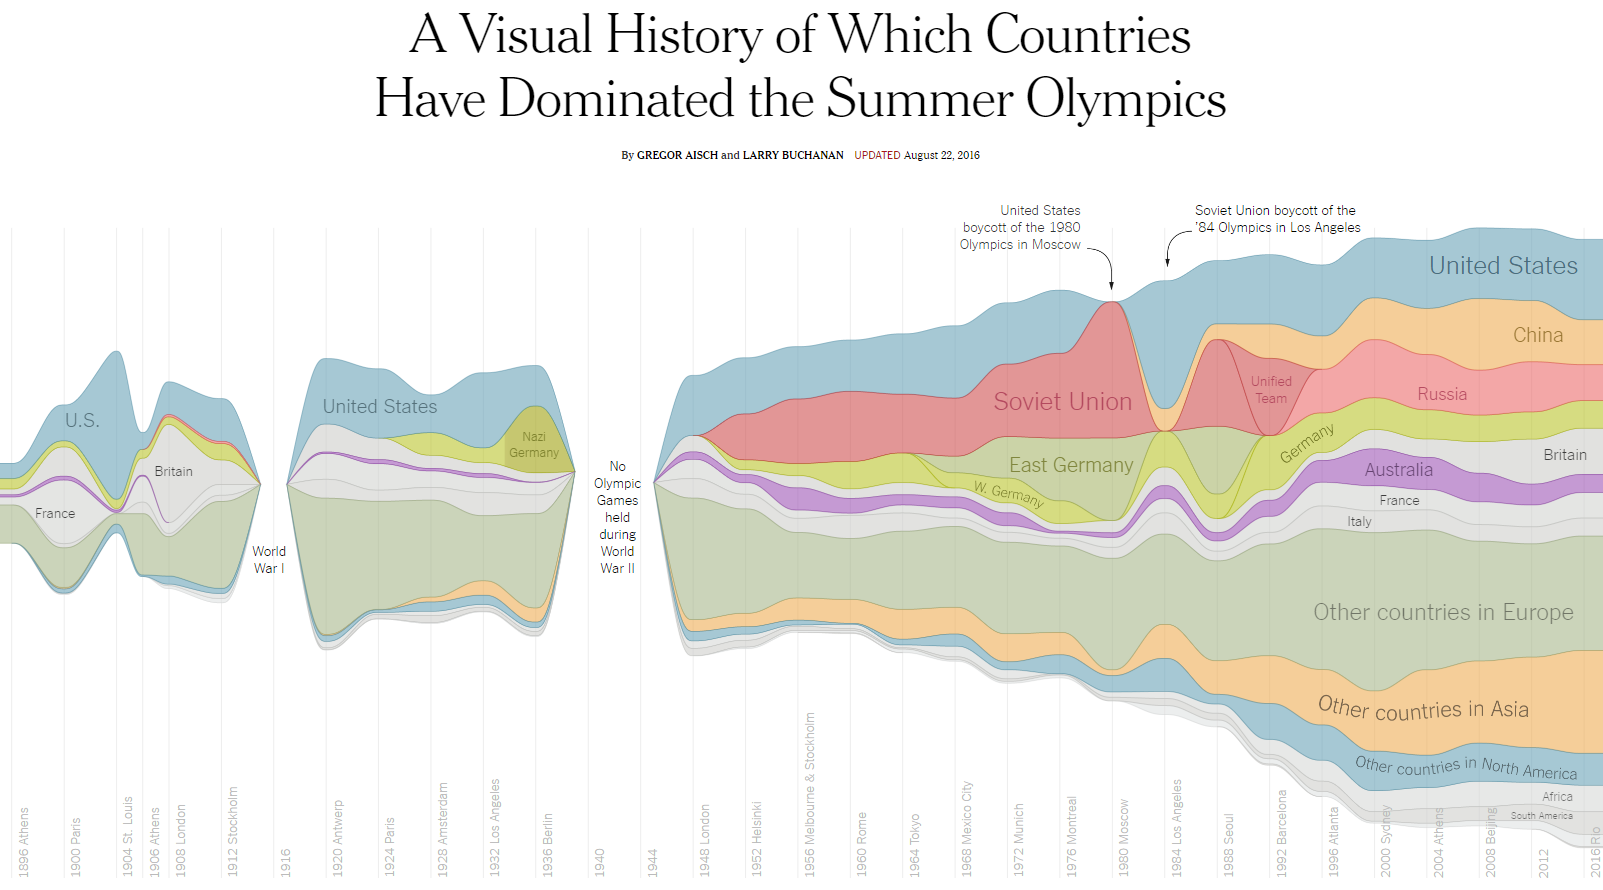 A Visual History of Which Countries
Have Dominated the Summer Olympics
By GREGOR AISCH and LARRY BUCHANAN UPDATED August 22, 2016
United States
boycott of the 1980
Olympics in Moscow
Soviet Union boycott of the
'84 Olympics in Los Angeles
U.S.
Britain
France
World
War I
United States
Nazi
Germany
No
Olympic
Games
held
during
World
War II
Soviet Union
East Germany
W. Germany
Unified
Team
Germany
United States
China
Russia
Britain
Australia
France
Italy
Other countries in Europe
Other countries in Asia
Other countries in North America
Africa
South America
1896 Athens
1900 Paris
1904 St. Louis
1906 Athens
1908 London
1912 Stockholm
1916
1920 Antwerp
1924 Paris
1928 Amsterdam
1932 Los Angeles
1936 Berlin
1940
1944
1948 London
1952 Helsinki
1956 Melbourne & Stockholm
1960 Rome
1964 Tokyo
1968 Mexico City
1972 Munich
1976 Montreal
1980 Moscow
1984 Los Angeles
1988 Seoul
1992 Barcelona
1996 Atlanta
2000 Sydney
2004 Athens
2008 Beijing
2012
2016 Rio